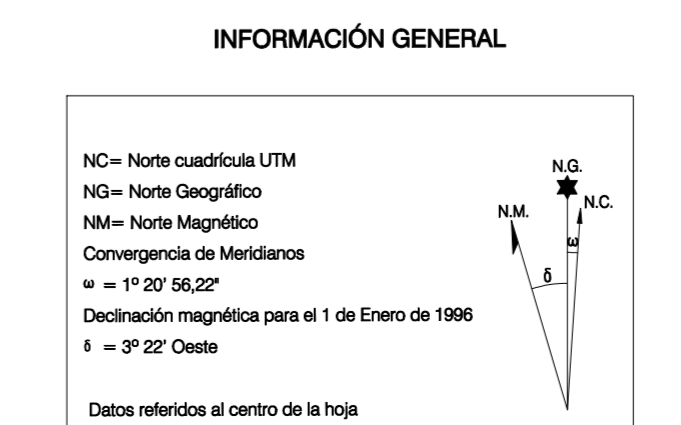 INFORMACIÓN GENERAL
NC= Norte cuadrícula UTM
NG= Norte Geográfico
NM= Norte Magnético
Convergencia de Meridianos
ω = 1º 20' 56,22"
Declinación magnética para el 1 de Enero de 1996
δ = 3º 22' Oeste
Datos referidos al centro de la hoja
N.G.
N.C.
N.M.
ω
δ